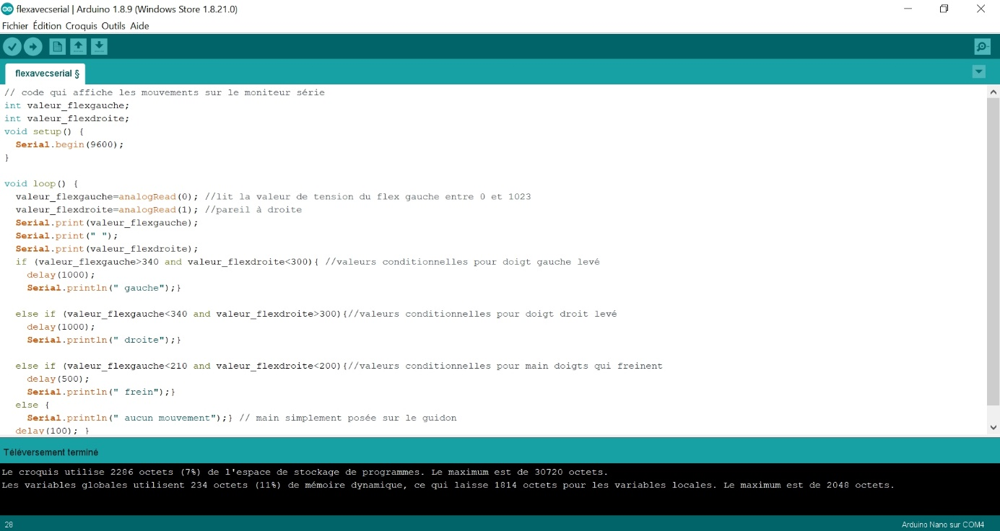 flexavecserial | Arduino 1.8.9 (Windows Store 1.8.21.0)
Fichier Édition Croquis Outils Aide
flexavecserial §
// code qui affiche les mouvements sur le moniteur série
int valeur_flexgauche;
int valeur_flexdroite;
void setup() {
  Serial.begin(9600);
}

void loop() {
  valeur_flexgauche=analogRead(0); //lit la valeur de tension du flex gauche entre 0 et 1023
  valeur_flexdroite=analogRead(1); //pareil à droite
  Serial.print(valeur_flexgauche);
  Serial.print(" ");
  Serial.print(valeur_flexdroite);
  if (valeur_flexgauche>340 and valeur_flexdroite<300){ //valeurs conditionnelles pour doigt gauche levé
    delay(1000);
    Serial.println(" gauche");}

  else if (valeur_flexgauche<340 and valeur_flexdroite>300){//valeurs conditionnelles pour doigt droit levé
    delay(1000);
    Serial.println(" droite");}

  else if (valeur_flexgauche<210 and valeur_flexdroite<200){//valeurs conditionnelles pour main doigts qui freinent
    delay(500);
    Serial.println(" frein");}
  else {
    Serial.println(" aucun mouvement");} // main simplement posée sur le guidon
  delay(100); }
Téléversement terminé
Le croquis utilise 2286 octets (7%) de l'espace de stockage de programmes. Le maximum est de 30720 octets.
Les variables globales utilisent 234 octets (11%) de mémoire dynamique, ce qui laisse 1814 octets pour les variables locales. Le maximum est de 2048 octets.
28
Arduino Nano sur COM4